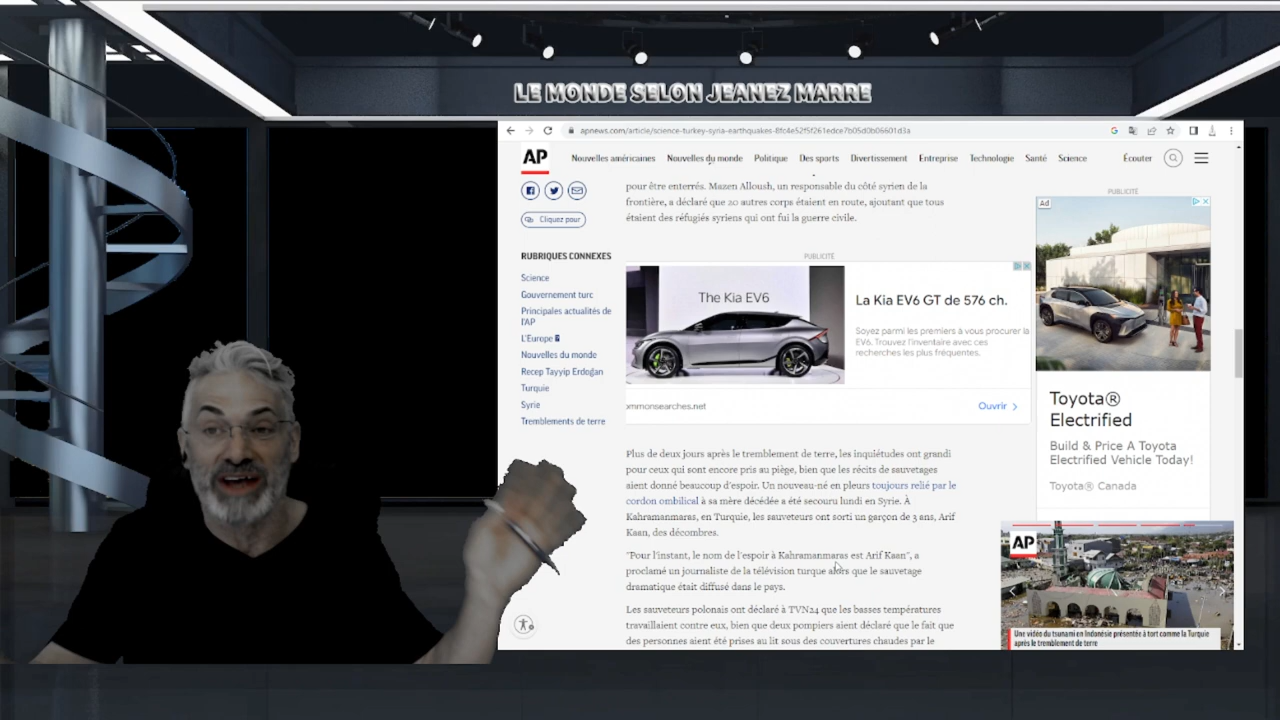 LE MONDE SELON JEANEZ MARRE
apnews.com/article/science-turkey-syria-earthquakes-8fc4e52f5f261edce7b05d0b06601d3a
AP
Nouvelles américaines
Nouvelles du monde
Politique
Des sports
Divertissement
Entreprise
Technologie
Santé
Science
Écouter
Cliquez pour
RUBRIQUES CONNEXES
Science
Gouvernement turc
Principales actualités de
l'AP
L'Europe
Nouvelles du monde
Recep Tayyip Erdoğan
Turquie
Syrie
Tremblements de terre
pour être enterrés. Mazen Alloush, un responsable du côté syrien de la
frontière, a déclaré que 20 autres corps étaient en route, ajoutant que tous
étaient des réfugiés syriens qui ont fui la guerre civile.
PUBLICITÉ
The Kia EV6
La Kia EV6 GT de 576 ch.
Soyez parmi les premiers à vous procurer la
EV6. Trouvez l'inventaire avec ces
recherches les plus fréquentes.
ommonsearches.net
Ouvrir
Plus de deux jours après le tremblement de terre, les inquiétudes ont grandi
pour ceux qui sont encore pris au piège, bien que les récits de sauvetages
aient donné beaucoup d'espoir. Un nouveau-né en pleurs toujours relié par le
cordon ombilical à sa mère décédée a été secouru lundi en Syrie. À
Kahramanmaras, en Turquie, les sauveteurs ont sorti un garçon de 3 ans, Arif
Kaan, des décombres.
"Pour l'instant, le nom de l'espoir à Kahramanmaras est Arif Kaan", a
proclamé un journaliste de la télévision turque alors que le sauvetage
dramatique était diffusé dans le pays.
Les sauveteurs polonais ont déclaré à TVN24 que les basses températures
travaillaient contre eux, bien que deux pompiers aient déclaré que le fait que
des personnes aient été prises au lit sous des couvertures chaudes par le
PUBLICITÉ
Ad
Toyota®
Electrified
Build & Price A Toyota
Electrified Vehicle Today!
Toyota® Canada
AP
Une vidéo du tsunami en Indonésie présentée à tort comme la Turquie
après le tremblement de terre